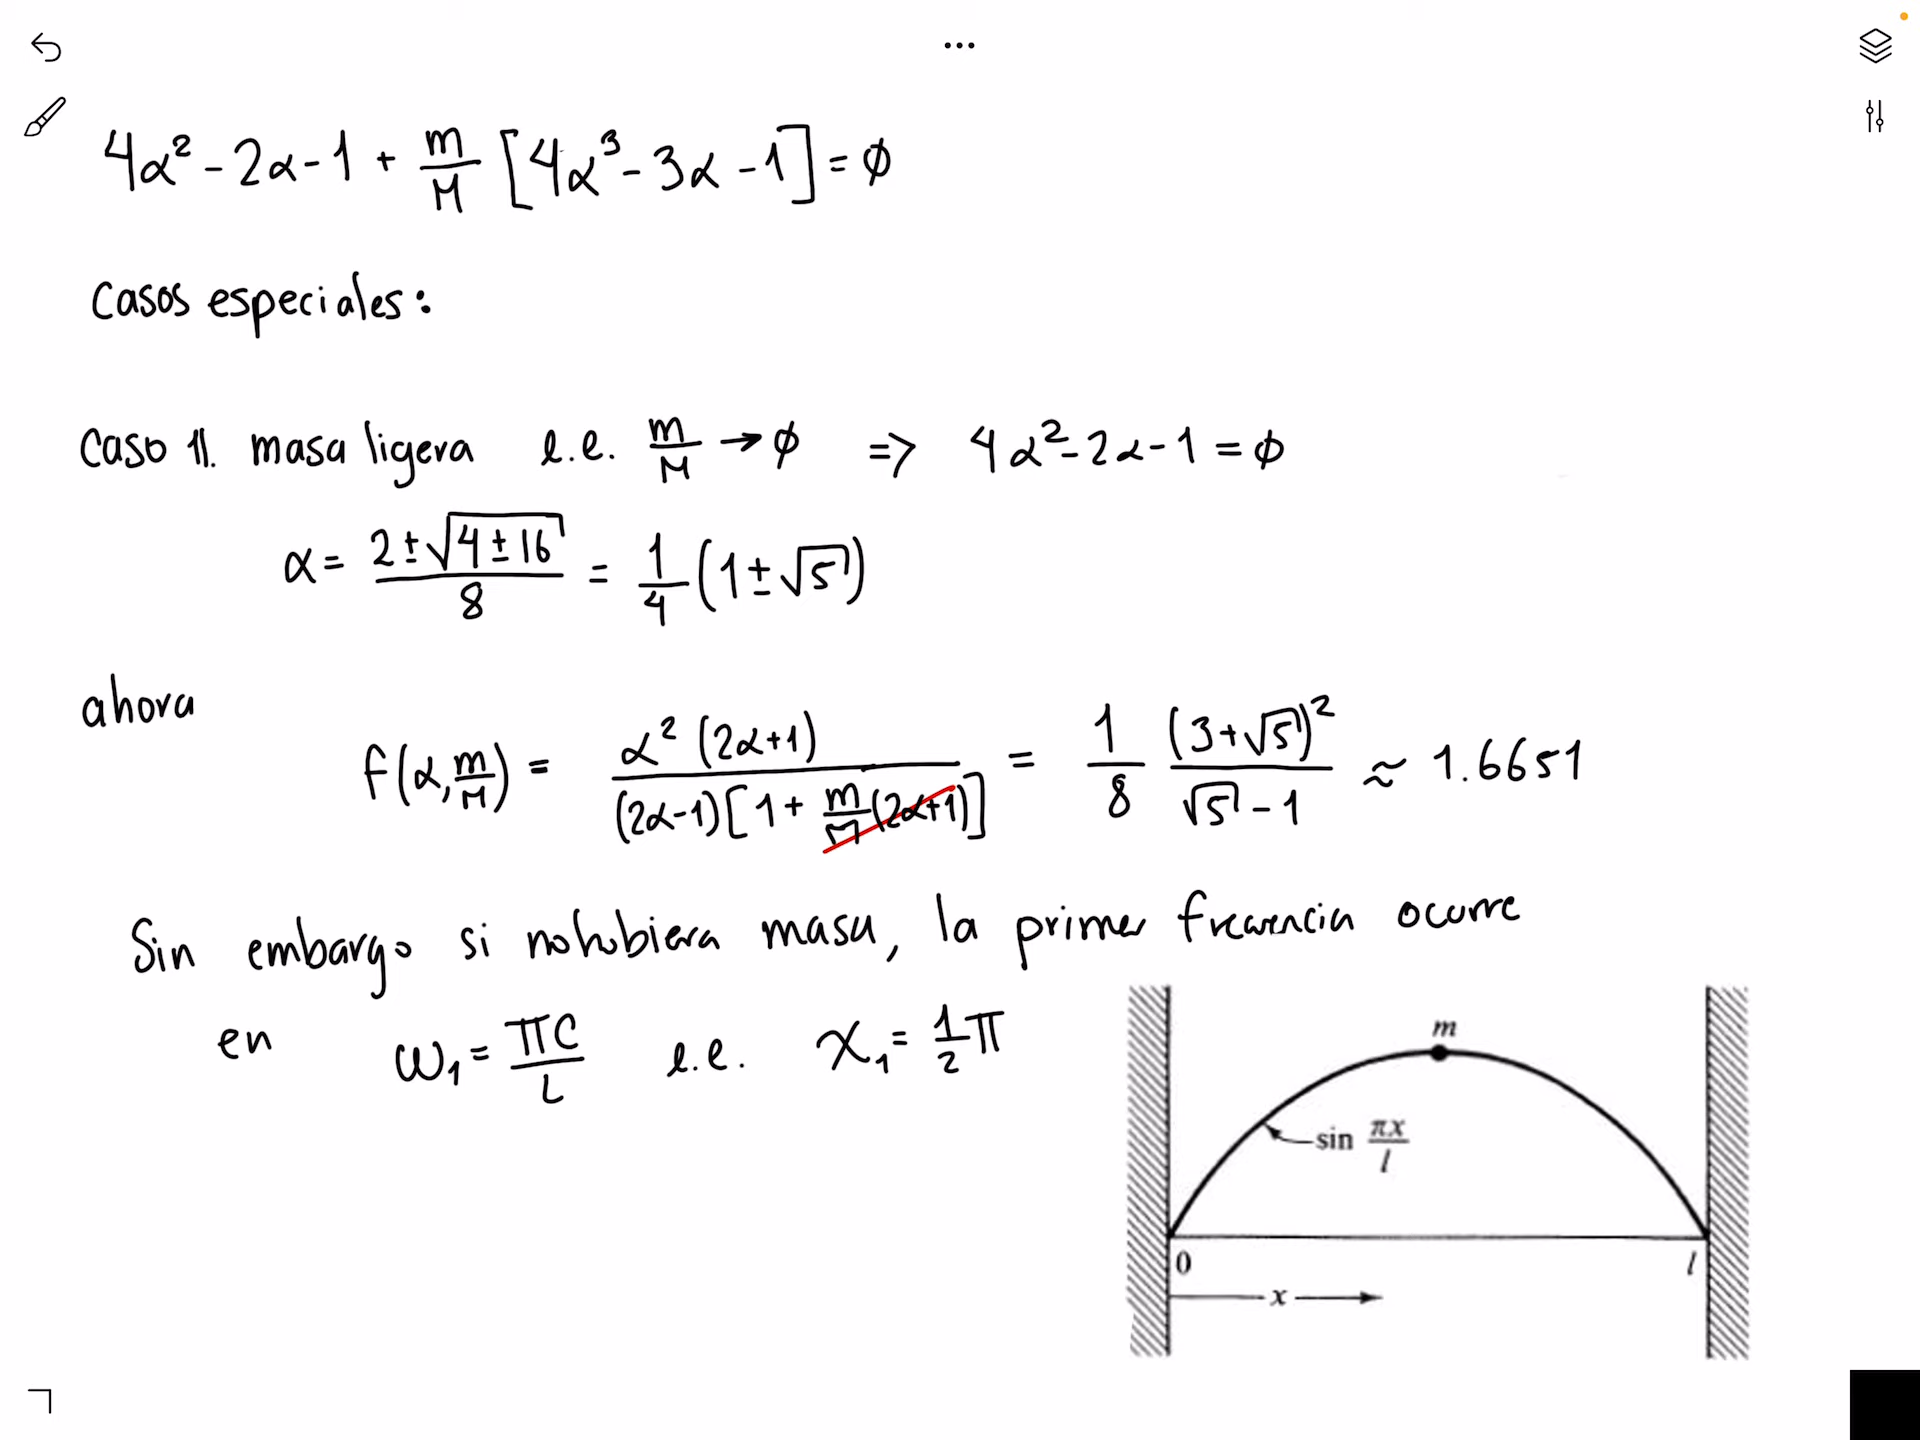 4α² - 2α - 1 + m/M [4α³ - 3α - 1] = ∅
Casos especiales:
Caso 1. masa ligera i.e. m/M → ∅ ⇒ 4α² - 2α - 1 = ∅
α = (2 ± √(4 ± 16))/8 = 1/4 (1 ± √5)
ahora
f(α, m/M) = α² (2α+1) / ((2α-1)[1 + m/M (2α+1)]) = 1/8 (3+√5)² / (√5 - 1) ≈ 1.6651
Sin embargo si no hubiera masa, la primer frecuencia ocurre
en ω₁ = πC/L i.e. χ₁ = 1/2 π
m
sin πx/l
0 l
x